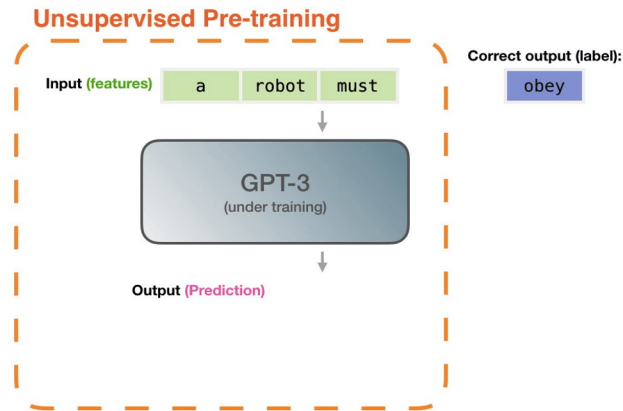 Unsupervised Pre-training
Correct output (label):
Input (features) a robot must
obey
GPT-3
(under training)
Output (Prediction)